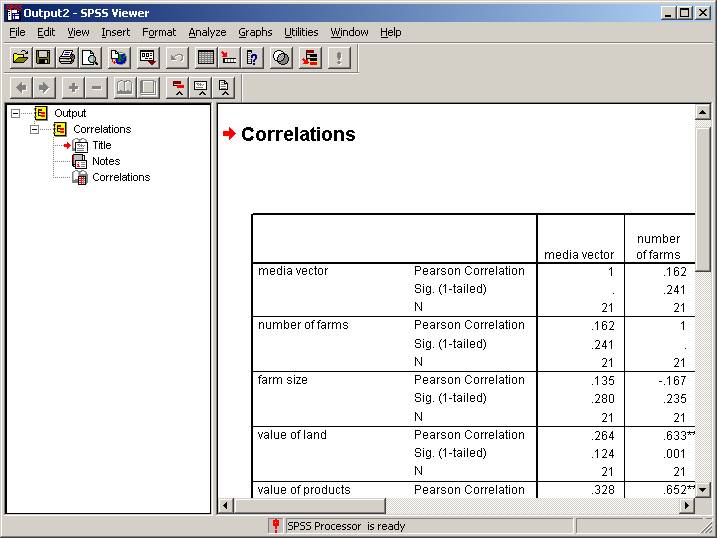 Output2 - SPSS Viewer
File Edit View Insert Format Analyze Graphs Utilities Window Help
Output
Correlations
Title
Notes
Correlations
Correlations
media vector number of farms
media vector Pearson Correlation 1 .162
Sig. (1-tailed) . .241
N 21 21
number of farms Pearson Correlation .162 1
Sig. (1-tailed) .241 .
N 21 21
farm size Pearson Correlation .135 -.167
Sig. (1-tailed) .280 .235
N 21 21
value of land Pearson Correlation .264 .633**
Sig. (1-tailed) .124 .001
N 21 21
value of products Pearson Correlation .328 .652**
SPSS Processor is ready